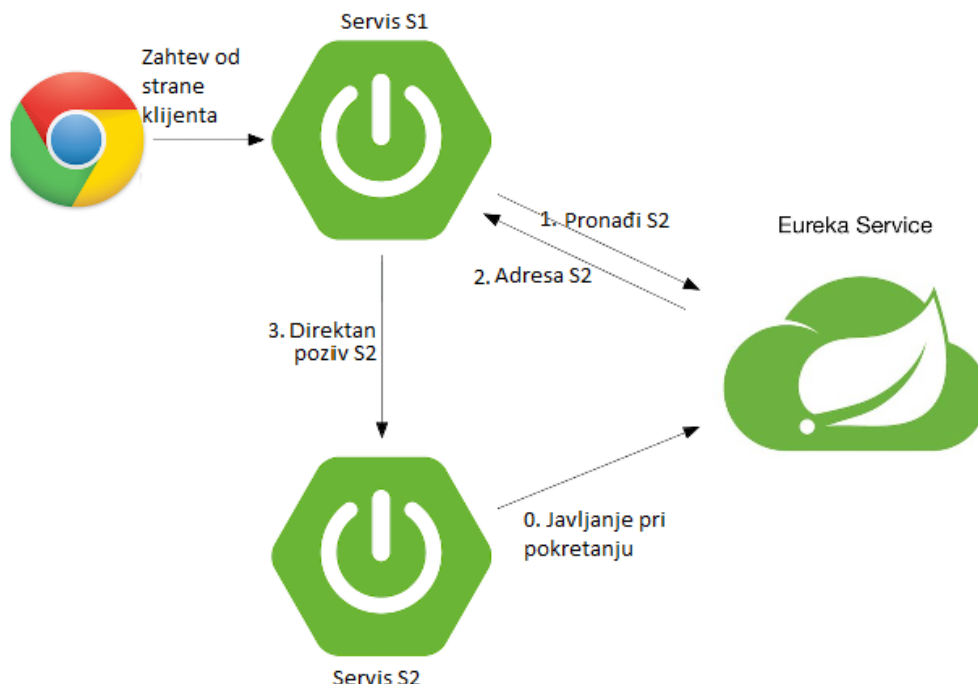 Servis S1
Zahtev od
strane
klijenta
1. Pronađi S2
2. Adresa S2
Eureka Service
3. Direktan
poziv S2
0. Javljanje pri
pokretanju
Servis S2